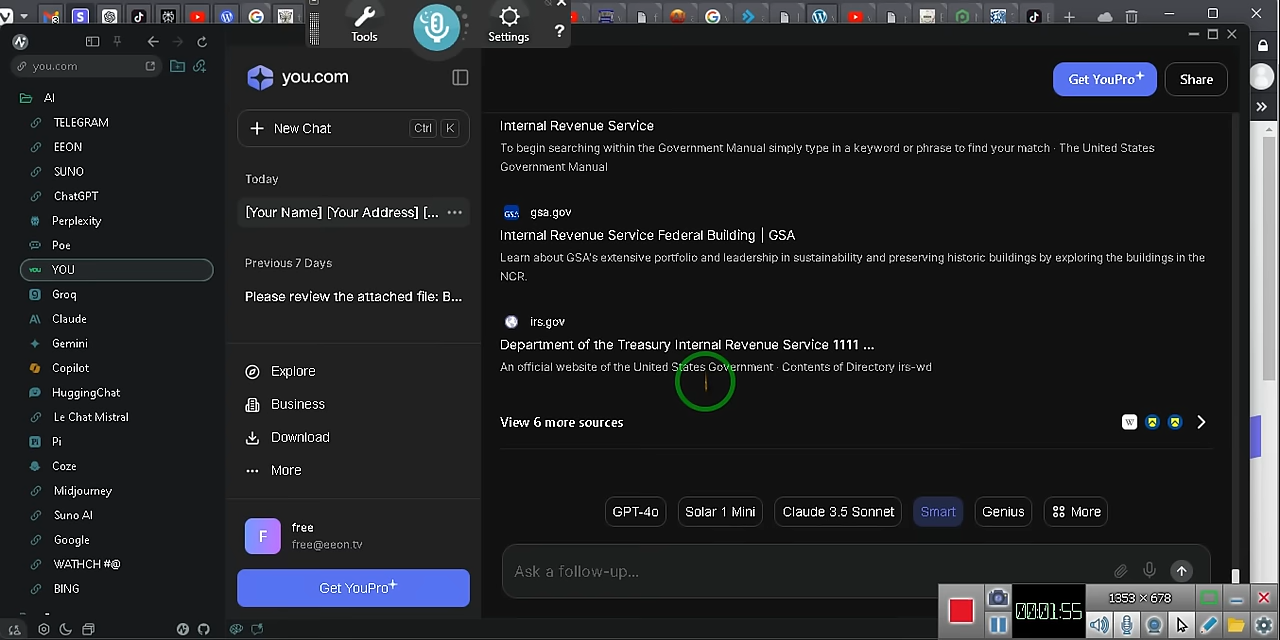 Tools
Settings
?
you.com
AI
TELEGRAM
EEON
SUNO
ChatGPT
Perplexity
Poe
YOU
Groq
Claude
Gemini
Copilot
HuggingChat
Le Chat Mistral
Pi
Coze
Midjourney
Suno AI
Google
WATHCH #@
BING
you.com
New Chat
Ctrl K
Today
[Your Name] [Your Address] [...
Previous 7 Days
Please review the attached file: B...
Explore
Business
Download
More
F
free
free@eeon.tv
Get YouPro
Get YouPro
Share
Internal Revenue Service
To begin searching within the Government Manual simply type in a keyword or phrase to find your match · The United States
Government Manual
GSA
gsa.gov
Internal Revenue Service Federal Building | GSA
Learn about GSA's extensive portfolio and leadership in sustainability and preserving historic buildings by exploring the buildings in the
NCR.
irs.gov
Department of the Treasury Internal Revenue Service 1111 ...
An official website of the United States Government · Contents of Directory irs-wd
View 6 more sources
GPT-4o
Solar 1 Mini
Claude 3.5 Sonnet
Smart
Genius
More
Ask a follow-up...
00:01:55
1353 × 678